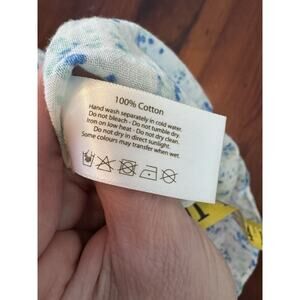 100% Cotton
Hand wash separately in cold water.
Do not bleach - Do not tumble dry.
Iron on low heat - Do not dry clean.
Do not dry in direct sunlight.
Some colours may transfer when wet.